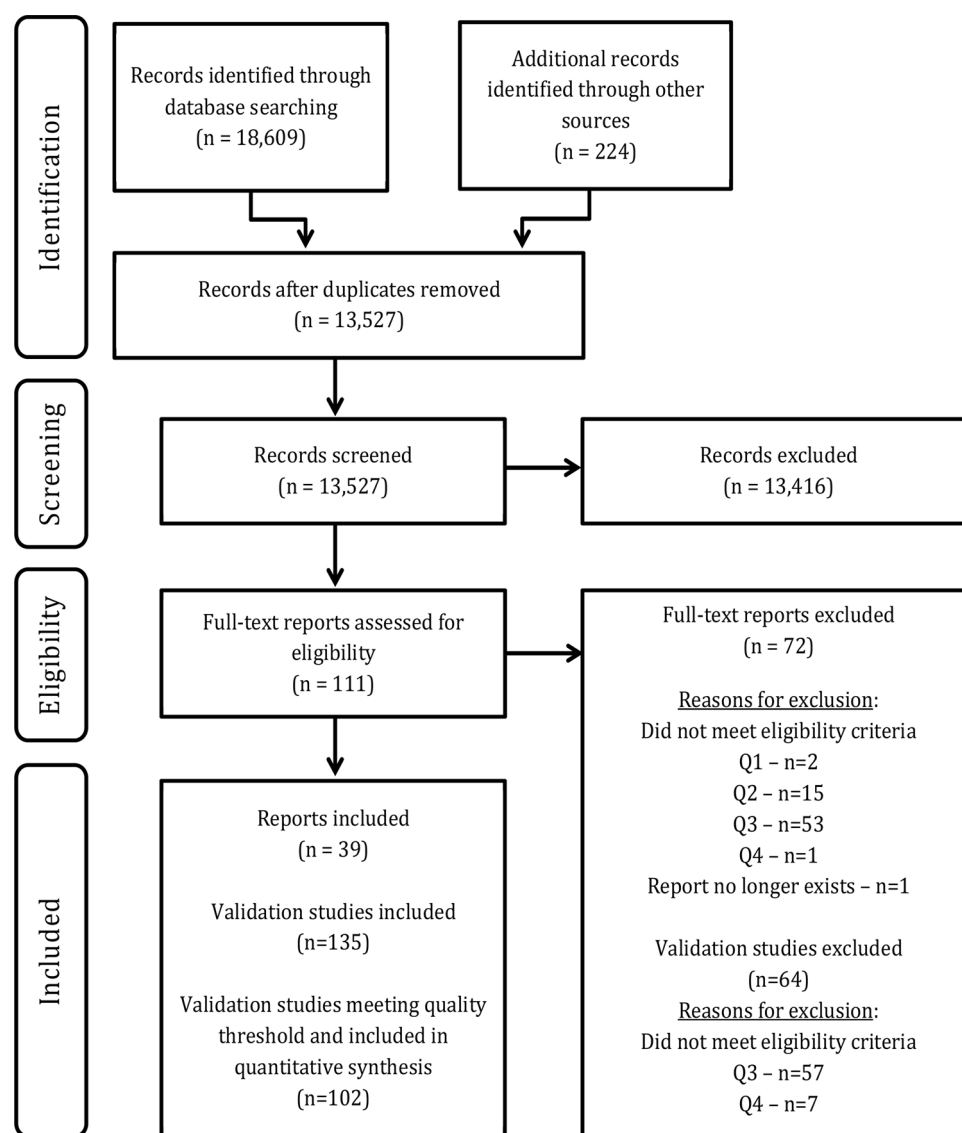 Identification
Records identified through
database searching
(n = 18,609)
Additional records
identified through other
sources
(n = 224)
Records after duplicates removed
(n = 13,527)
Screening
Records screened
(n = 13,527)
Records excluded
(n = 13,416)
Eligibility
Full-text reports assessed for
eligibility
(n = 111)
Full-text reports excluded
(n = 72)
Reasons for exclusion:
Did not meet eligibility criteria
Q1 – n=2
Q2 – n=15
Q3 – n=53
Q4 – n=1
Report no longer exists – n=1
Validation studies excluded
(n=64)
Reasons for exclusion:
Did not meet eligibility criteria
Q3 – n=57
Q4 – n=7
Included
Reports included
(n = 39)
Validation studies included
(n=135)
Validation studies meeting quality
threshold and included in
quantitative synthesis
(n=102)